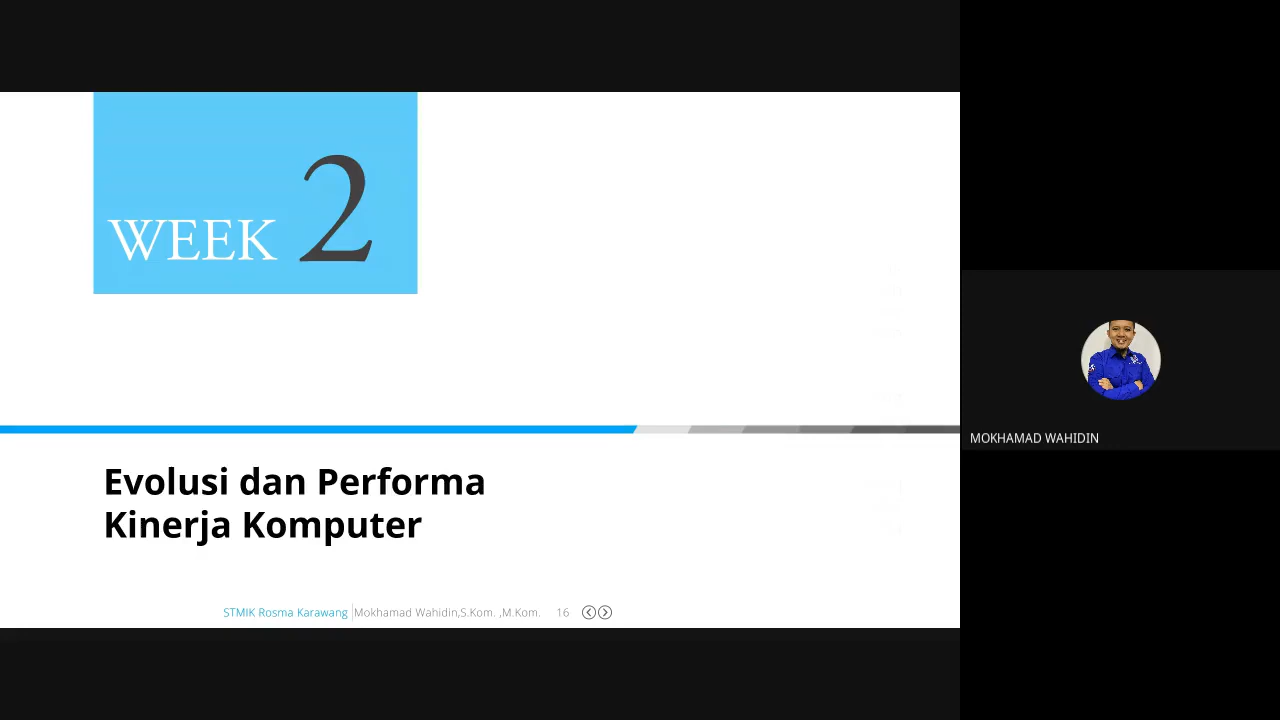 WEEK 2
Evolusi dan Performa
Kinerja Komputer
STMIK Rosma Karawang Mokhamad Wahidin,S.Kom. ,M.Kom. 16
MOKHAMAD WAHIDIN